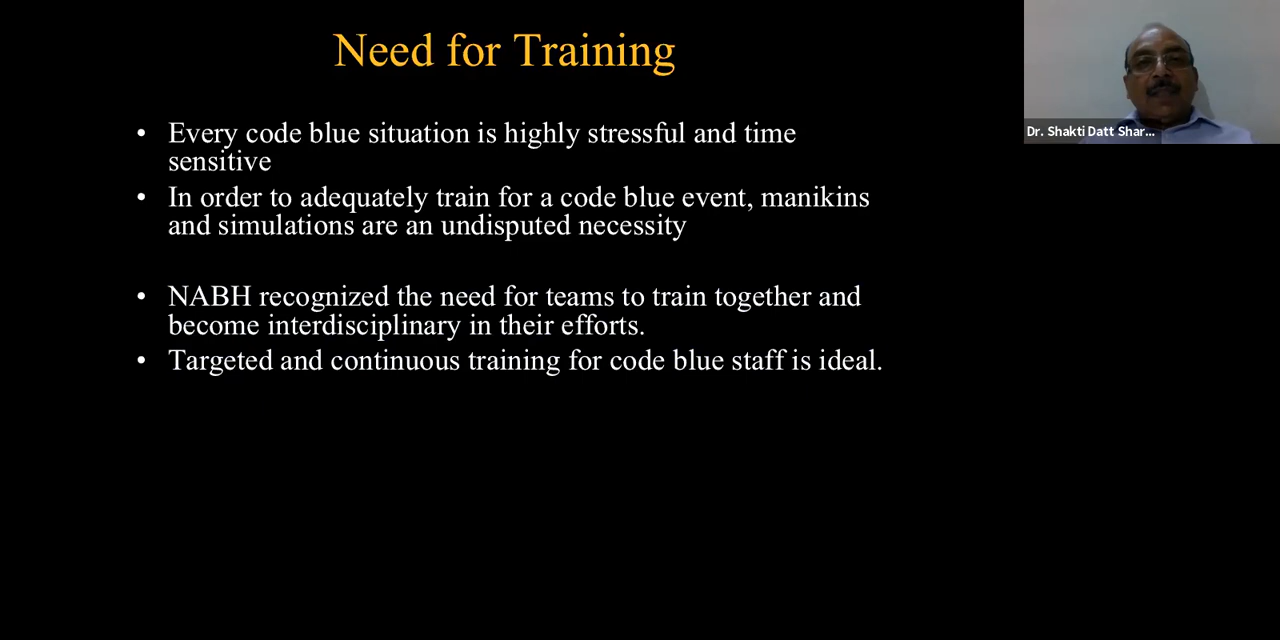 Need for Training
• Every code blue situation is highly stressful and time
sensitive
• In order to adequately train for a code blue event, manikins
and simulations are an undisputed necessity
• NABH recognized the need for teams to train together and
become interdisciplinary in their efforts.
• Targeted and continuous training for code blue staff is ideal.
Dr. Shakti Datt Shar...